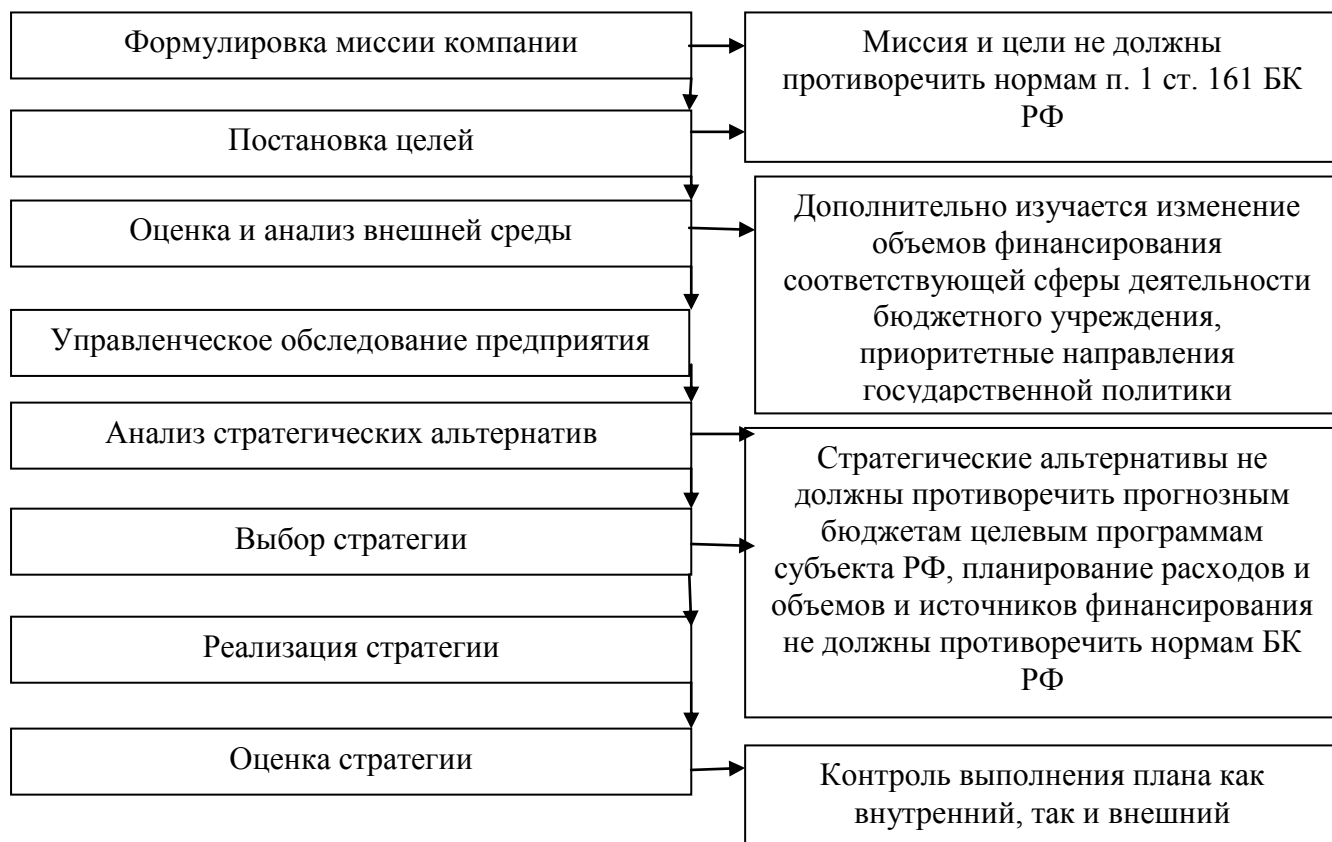 Формулировка миссии компании
Миссия и цели не должны
противоречить нормам п. 1 ст. 161 БК
РФ
Постановка целей
Оценка и анализ внешней среды
Дополнительно изучается изменение
объемов финансирования
соответствующей сферы деятельности
бюджетного учреждения,
приоритетные направления
государственной политики
Управленческое обследование предприятия
Анализ стратегических альтернатив
Стратегические альтернативы не
должны противоречить прогнозным
бюджетам целевым программам
субъекта РФ, планирование расходов и
объемов и источников финансирования
не должны противоречить нормам БК
РФ
Выбор стратегии
Реализация стратегии
Оценка стратегии
Контроль выполнения плана как
внутренний, так и внешний